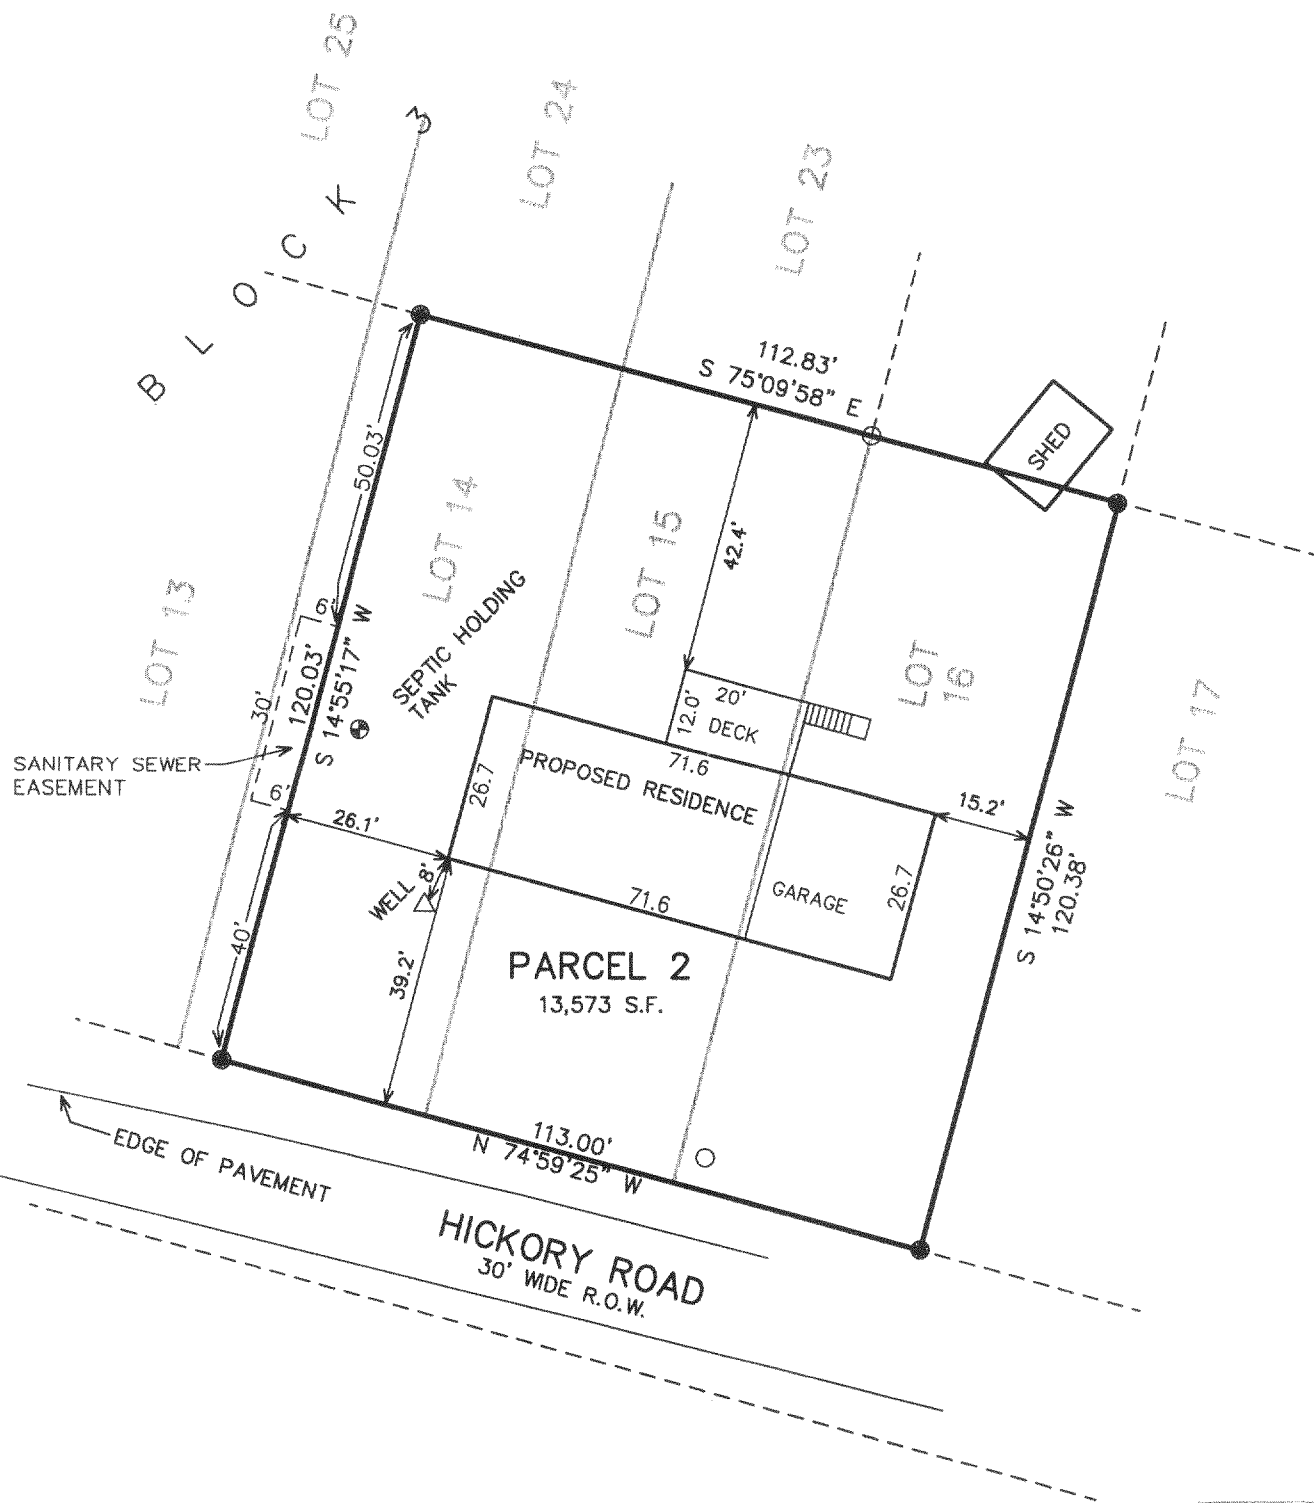 LOT 25
LOT 24
LOT 23
BLOCK 3
112.83'
S 75°09'58" E
SHED
50.03'
LOT 14
LOT 15
42.4'
LOT 13
6'
SEPTIC HOLDING
TANK
LOT
16
LOT 17
30'
120.03'
S 14°55'17" W
12.0'
20'
DECK
SANITARY SEWER
EASEMENT
71.6
PROPOSED RESIDENCE
26.7
6'
26.1'
15.2'
S 14°50'26" W
120.38'
WELL
8'
71.6
GARAGE
26.7
40'
39.2'
PARCEL 2
13,573 S.F.
EDGE OF PAVEMENT
113.00'
N 74°59'25" W
HICKORY ROAD
30' WIDE R.O.W.